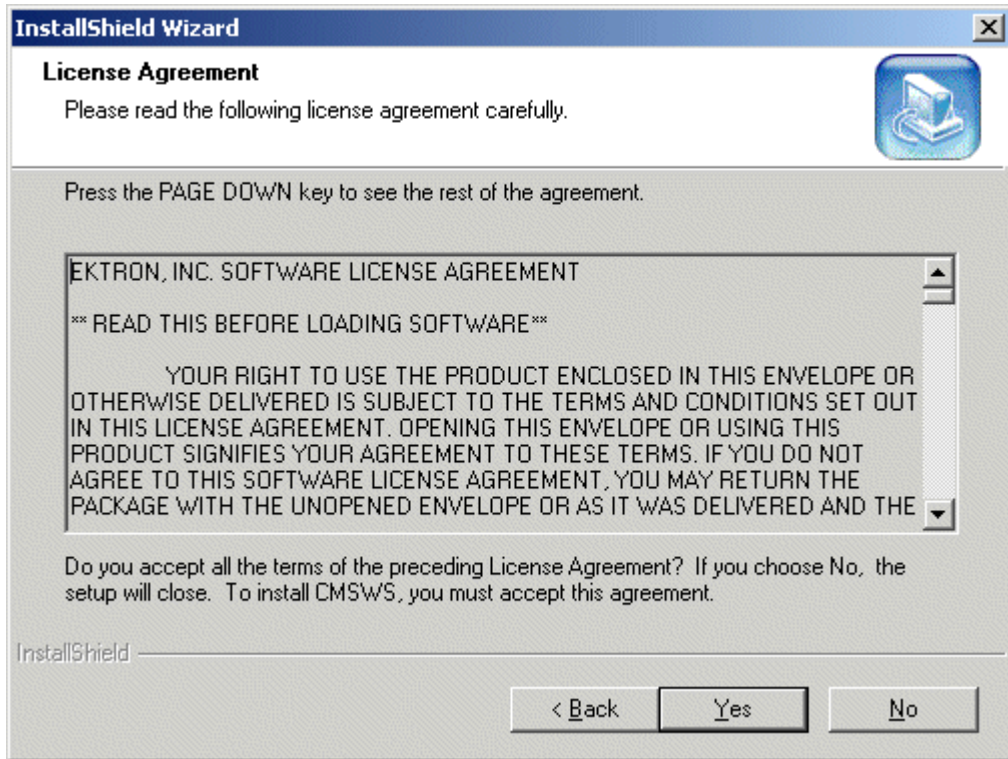 InstallShield Wizard
License Agreement
Please read the following license agreement carefully.
Press the PAGE DOWN key to see the rest of the agreement.
EKTRON, INC. SOFTWARE LICENSE AGREEMENT
** READ THIS BEFORE LOADING SOFTWARE**
YOUR RIGHT TO USE THE PRODUCT ENCLOSED IN THIS ENVELOPE OR
OTHERWISE DELIVERED IS SUBJECT TO THE TERMS AND CONDITIONS SET OUT
IN THIS LICENSE AGREEMENT. OPENING THIS ENVELOPE OR USING THIS
PRODUCT SIGNIFIES YOUR AGREEMENT TO THESE TERMS. IF YOU DO NOT
AGREE TO THIS SOFTWARE LICENSE AGREEMENT, YOU MAY RETURN THE
PACKAGE WITH THE UNOPENED ENVELOPE OR AS IT WAS DELIVERED AND THE
Do you accept all the terms of the preceding License Agreement? If you choose No, the
setup will close. To install CMSWS, you must accept this agreement.
InstallShield
< Back Yes No